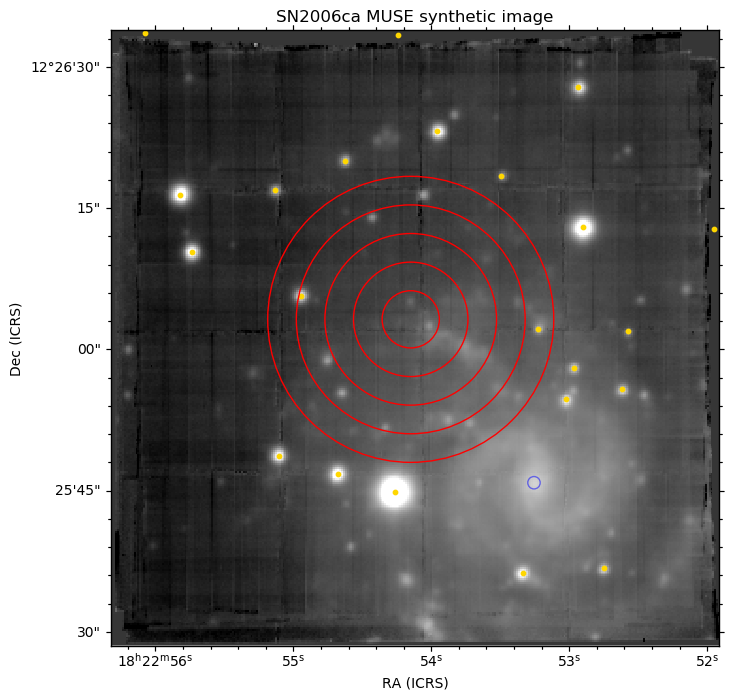 SN2006ca MUSE synthetic image
12°26'30"
15"
00"
25'45"
30"
Dec (ICRS)
18ʰ22ᵐ56ˢ 55ˢ 54ˢ 53ˢ 52ˢ
RA (ICRS)